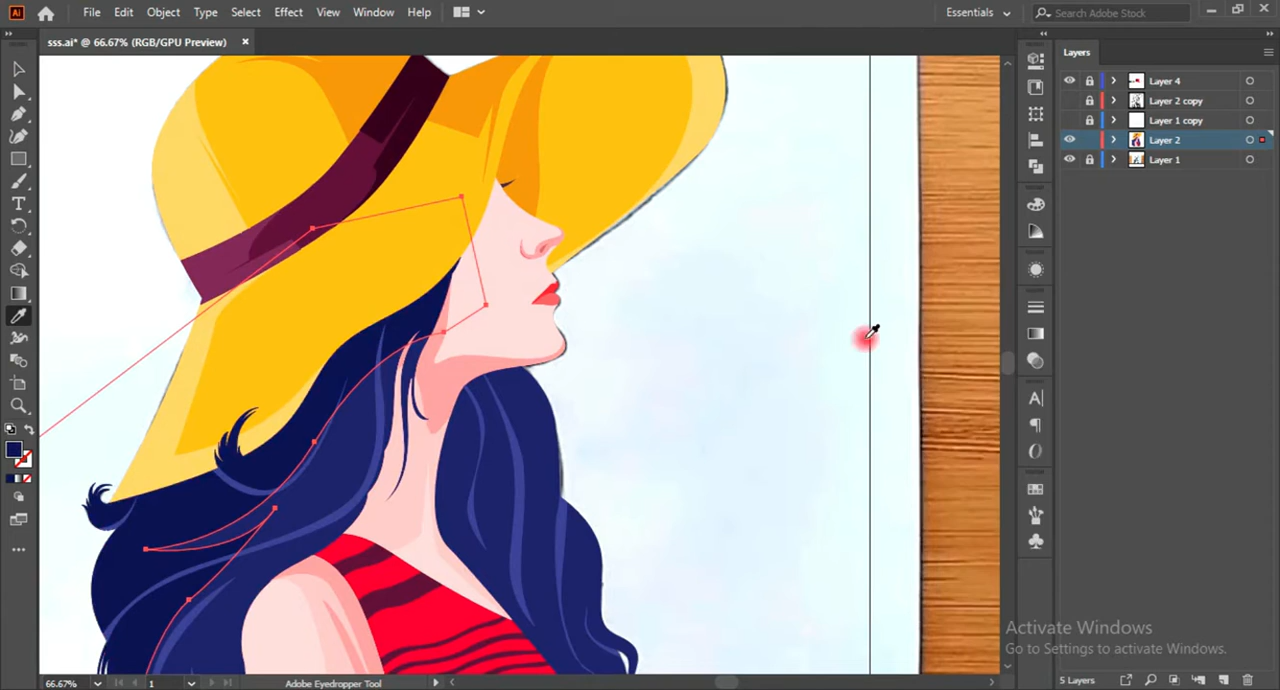 Ai File Edit Object Type Select Effect View Window Help Essentials Search Adobe Stock
sss.ai* @ 66.67% (RGB/GPU Preview)
Layers
Layer 4
Layer 2 copy
Layer 1 copy
Layer 2
Layer 1
Activate Windows
Go to Settings to activate Windows.
66.67% 1 Adobe Eyedropper Tool 5 Layers